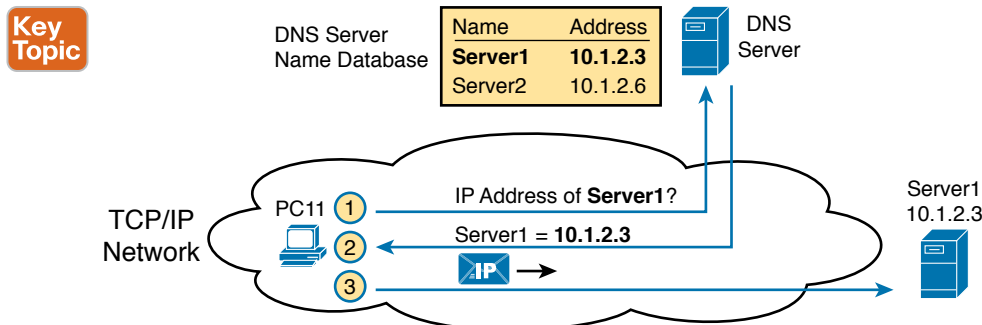 Key
Topic
DNS Server
Name Database
Name Address
Server1 10.1.2.3
Server2 10.1.2.6
DNS
Server
TCP/IP
Network
PC11
1
IP Address of Server1?
2
Server1 = 10.1.2.3
IP
3
Server1
10.1.2.3